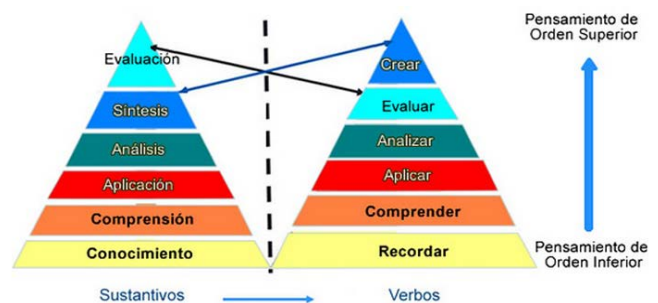 Evaluación
Síntesis
Análisis
Aplicación
Comprensión
Conocimiento
Sustantivos
Crear
Evaluar
Analizar
Aplicar
Comprender
Recordar
Verbos
Pensamiento de
Orden Superior
Pensamiento de
Orden Inferior